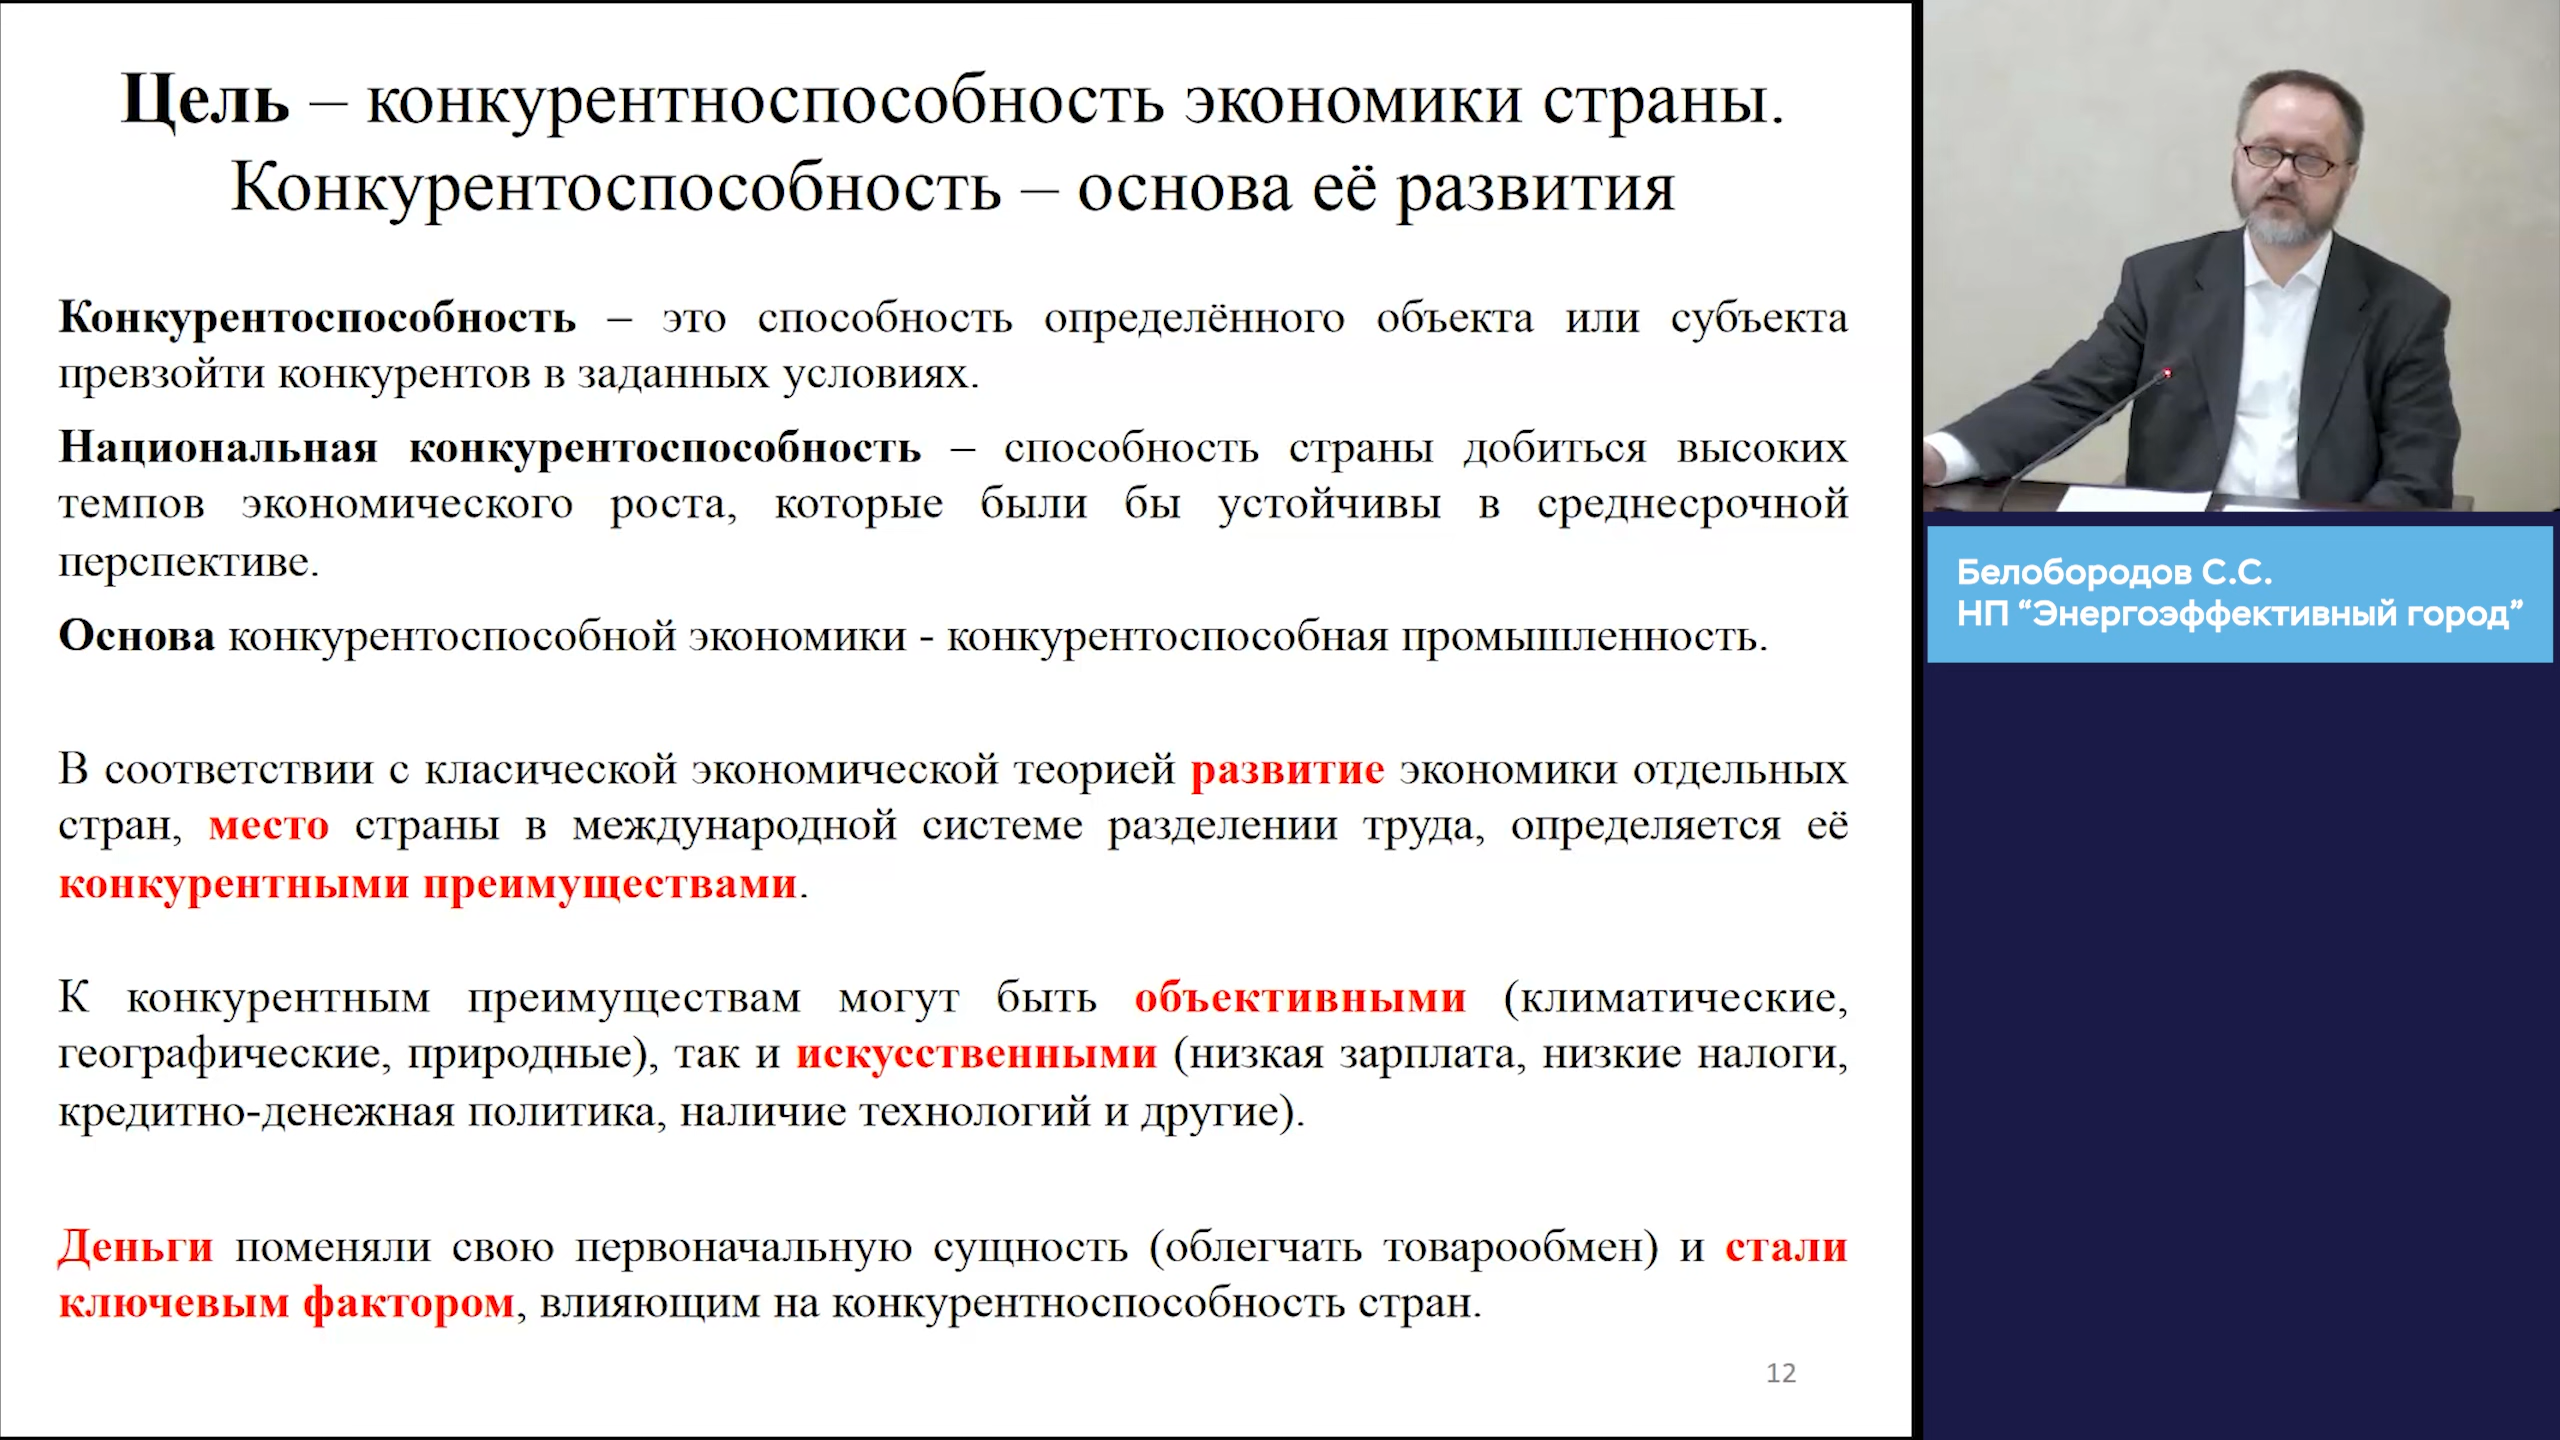 Цель – конкурентноспособность экономики страны.
Конкурентоспособность – основа её развития
Конкурентоспособность – это способность определённого объекта или субъекта
превзойти конкурентов в заданных условиях.
Национальная конкурентоспособность – способность страны добиться высоких
темпов экономического роста, которые были бы устойчивы в среднесрочной
перспективе.
Основа конкурентоспособной экономики - конкурентоспособная промышленность.
В соответствии с класической экономической теорией развитие экономики отдельных
стран, место страны в международной системе разделении труда, определяется её
конкурентными преимуществами.
К конкурентным преимуществам могут быть объективными (климатические,
географические, природные), так и искусственными (низкая зарплата, низкие налоги,
кредитно-денежная политика, наличие технологий и другие).
Деньги поменяли свою первоначальную сущность (облегчать товарообмен) и стали
ключевым фактором, влияющим на конкурентноспособность стран.
12
Белобородов С.С.
НП “Энергоэффективный город”